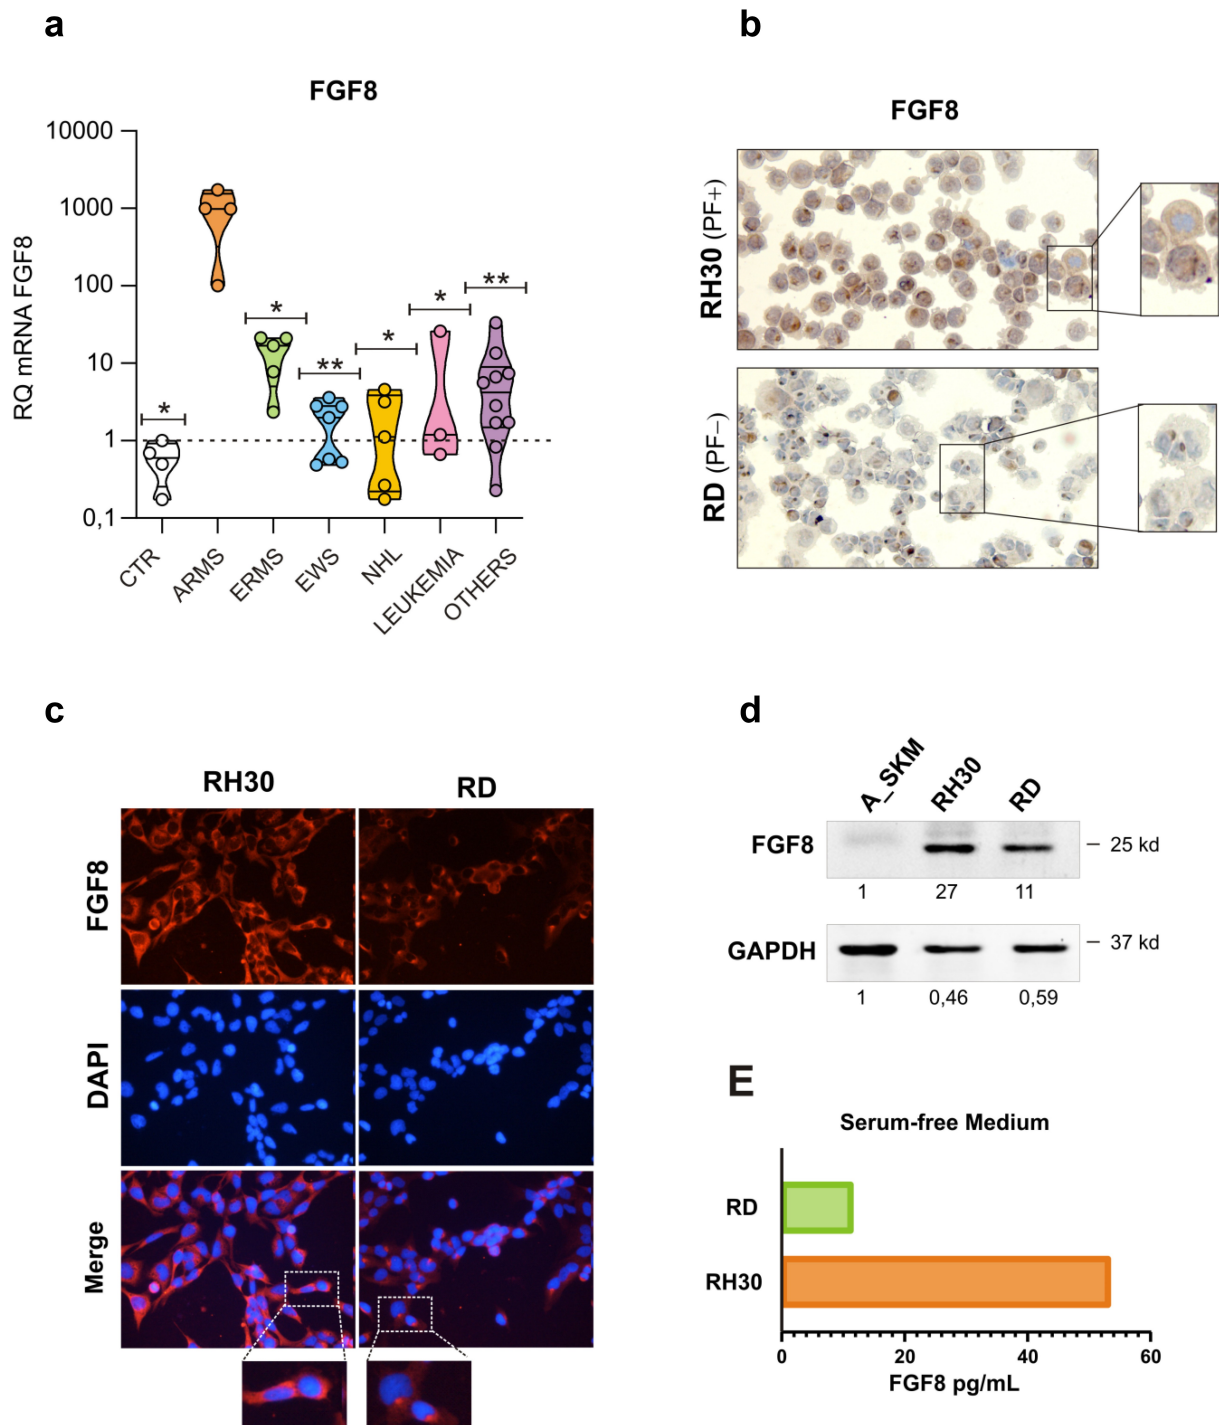 a
FGF8
RQ mRNA FGF8
10000
1000
100
10
1
0,1
*
*
**
*
*
**
CTR
ARMS
ERMS
EWS
NHL
LEUKEMIA
OTHERS
b
FGF8
RH30 (PF+)
RD (PF−)
c
RH30
RD
FGF8
DAPI
Merge
d
A_SKM
RH30
RD
FGF8
25 kd
1 27 11
GAPDH
37 kd
1 0,46 0,59
E
Serum-free Medium
RD
RH30
0 20 40 60
FGF8 pg/mL